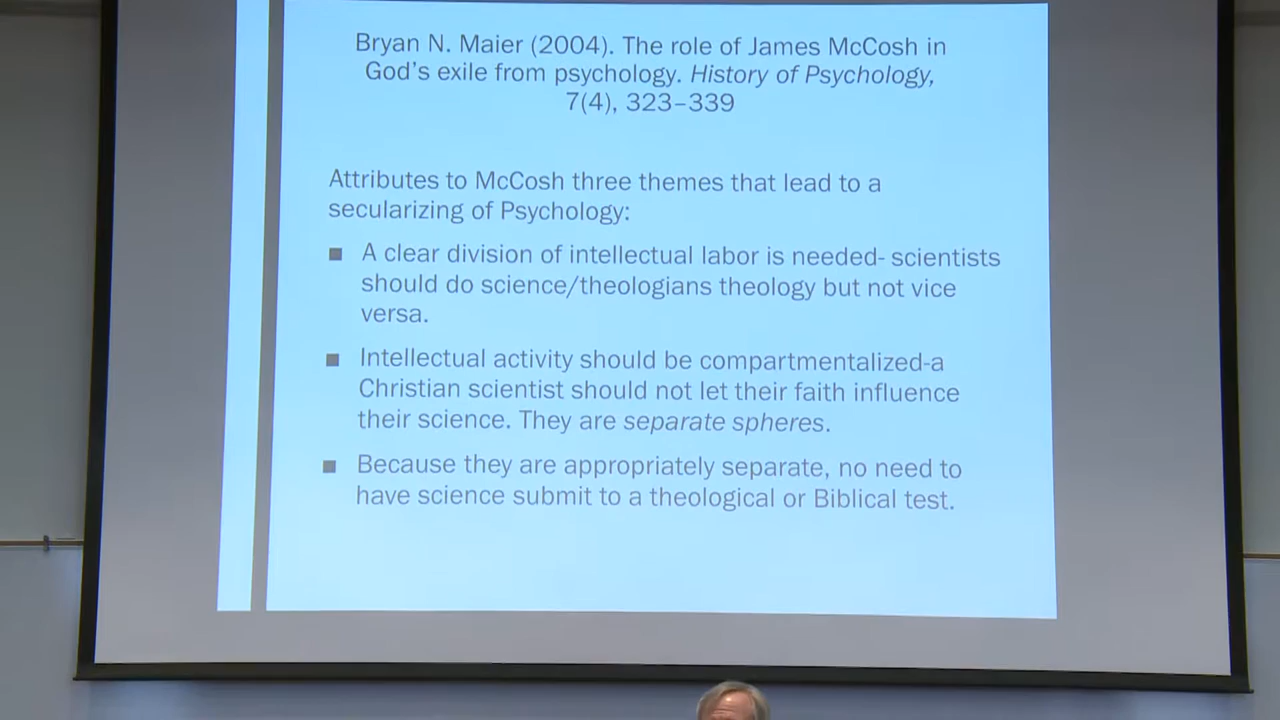 Bryan N. Maier (2004). The role of James McCosh in
God's exile from psychology. History of Psychology,
7(4), 323–339
Attributes to McCosh three themes that lead to a
secularizing of Psychology:
■ A clear division of intellectual labor is needed- scientists
should do science/theologians theology but not vice
versa.
■ Intellectual activity should be compartmentalized-a
Christian scientist should not let their faith influence
their science. They are separate spheres.
■ Because they are appropriately separate, no need to
have science submit to a theological or Biblical test.